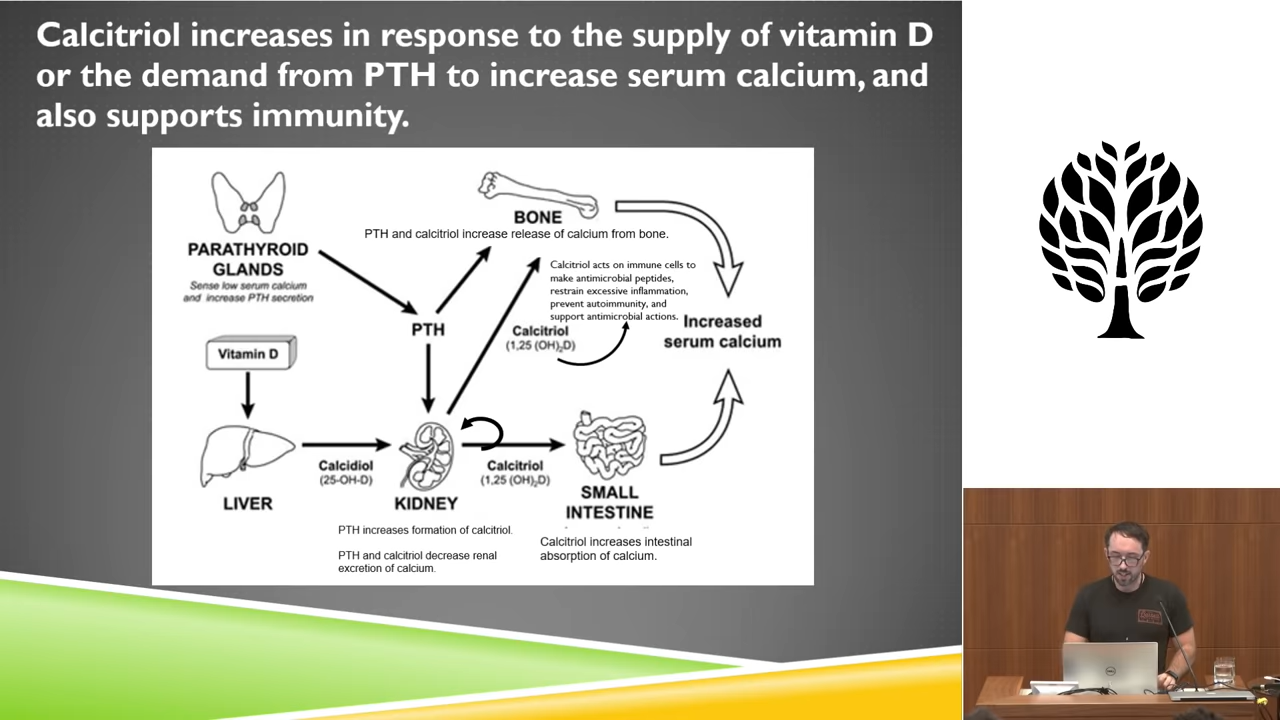 Calcitriol increases in response to the supply of vitamin D
or the demand from PTH to increase serum calcium, and
also supports immunity.
PARATHYROID
GLANDS
Sense low serum calcium
and increase PTH secretion
BONE
PTH and calcitriol increase release of calcium from bone.
Calcitriol acts on immune cells to
make antimicrobial peptides,
restrain excessive inflammation,
prevent autoimmunity, and
support antimicrobial actions.
PTH
Calcitriol
(1,25 (OH)₂D)
Increased
serum calcium
Vitamin D
LIVER
Calcidiol
(25-OH-D)
KIDNEY
Calcitriol
(1,25 (OH)₂D)
SMALL
INTESTINE
PTH increases formation of calcitriol.
PTH and calcitriol decrease renal
excretion of calcium.
Calcitriol increases intestinal
absorption of calcium.
DELL